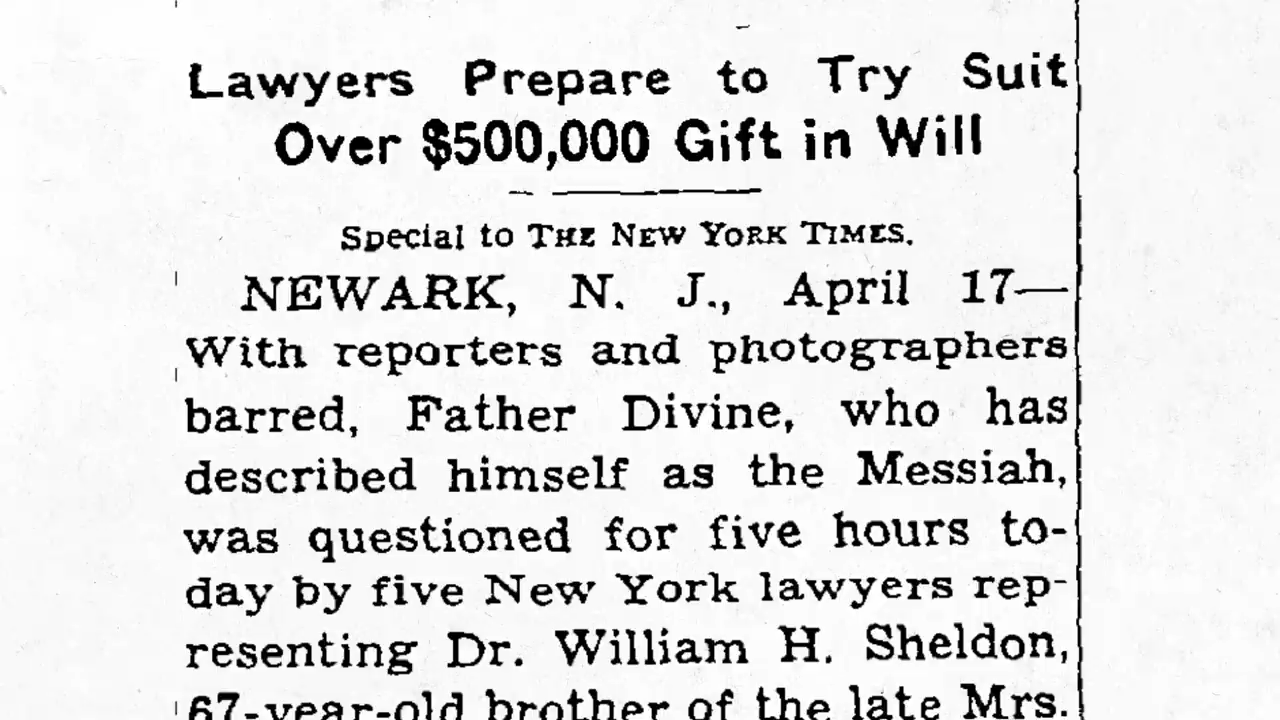 Lawyers Prepare to Try Suit
Over $500,000 Gift in Will
Special to THE NEW YORK TIMES.
NEWARK, N. J., April 17—
With reporters and photographers
barred, Father Divine, who has
described himself as the Messiah,
was questioned for five hours to-
day by five New York lawyers rep-
resenting Dr. William H. Sheldon,
67-year-old brother of the late Mrs.